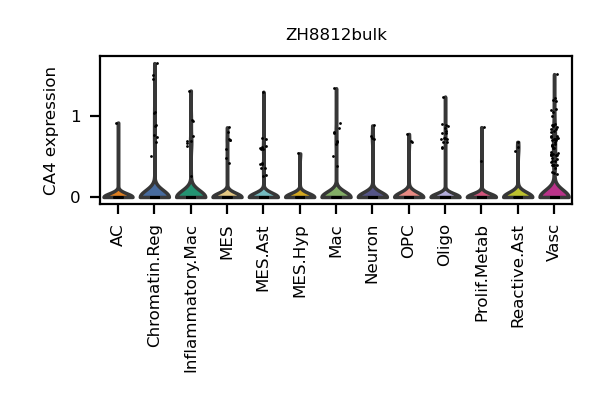 ZH8812bulk
CA4 expression
1
0
AC
Chromatin.Reg
Inflammatory.Mac
MES
MES.Ast
MES.Hyp
Mac
Neuron
OPC
Oligo
Prolif.Metab
Reactive.Ast
Vasc